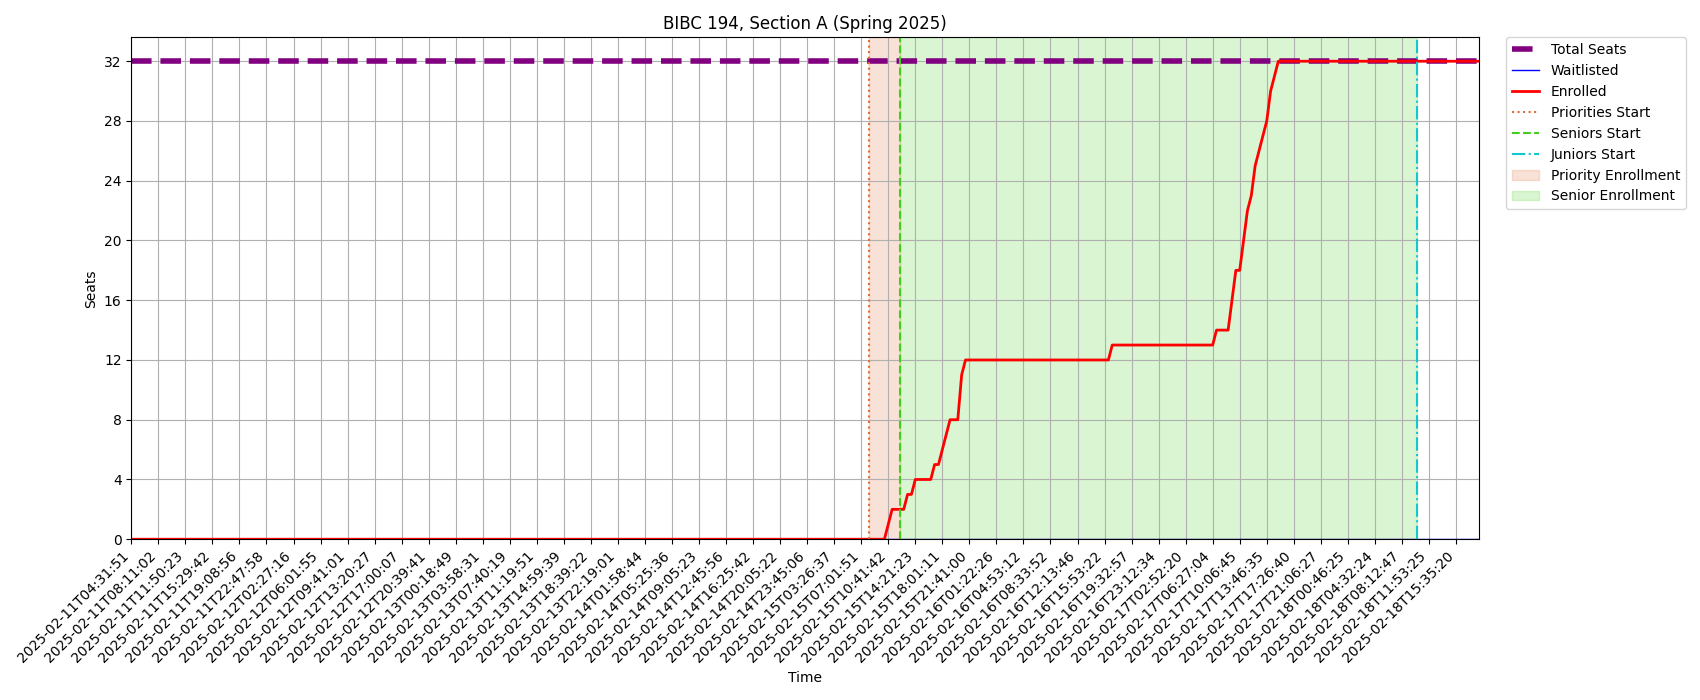 BIBC 194, Section A (Spring 2025)
Total Seats
Waitlisted
Enrolled
Priorities Start
Seniors Start
Juniors Start
Priority Enrollment
Senior Enrollment
Seats
32
28
24
20
16
12
8
4
0
2025-02-11T04:31:51
2025-02-11T08:11:02
2025-02-11T11:50:23
2025-02-11T15:29:42
2025-02-11T19:08:56
2025-02-11T22:47:58
2025-02-12T02:27:16
2025-02-12T06:01:55
2025-02-12T09:41:01
2025-02-12T13:20:27
2025-02-12T17:00:07
2025-02-12T20:39:41
2025-02-13T00:18:49
2025-02-13T03:58:31
2025-02-13T07:40:19
2025-02-13T11:19:51
2025-02-13T14:59:39
2025-02-13T18:39:22
2025-02-13T22:19:01
2025-02-14T01:58:44
2025-02-14T05:25:36
2025-02-14T09:05:23
2025-02-14T12:45:56
2025-02-14T16:25:42
2025-02-14T20:05:22
2025-02-14T23:45:06
2025-02-15T03:26:37
2025-02-15T07:01:51
2025-02-15T10:41:42
2025-02-15T14:21:23
2025-02-15T18:01:11
2025-02-15T21:41:00
2025-02-16T01:22:26
2025-02-16T04:53:12
2025-02-16T08:33:52
2025-02-16T12:13:46
2025-02-16T15:53:22
2025-02-16T19:32:57
2025-02-16T23:12:34
2025-02-17T02:52:20
2025-02-17T06:27:04
2025-02-17T10:06:45
2025-02-17T13:46:35
2025-02-17T17:26:40
2025-02-17T21:06:27
2025-02-18T00:46:25
2025-02-18T04:32:24
2025-02-18T08:12:47
2025-02-18T11:53:25
2025-02-18T15:35:20
Time